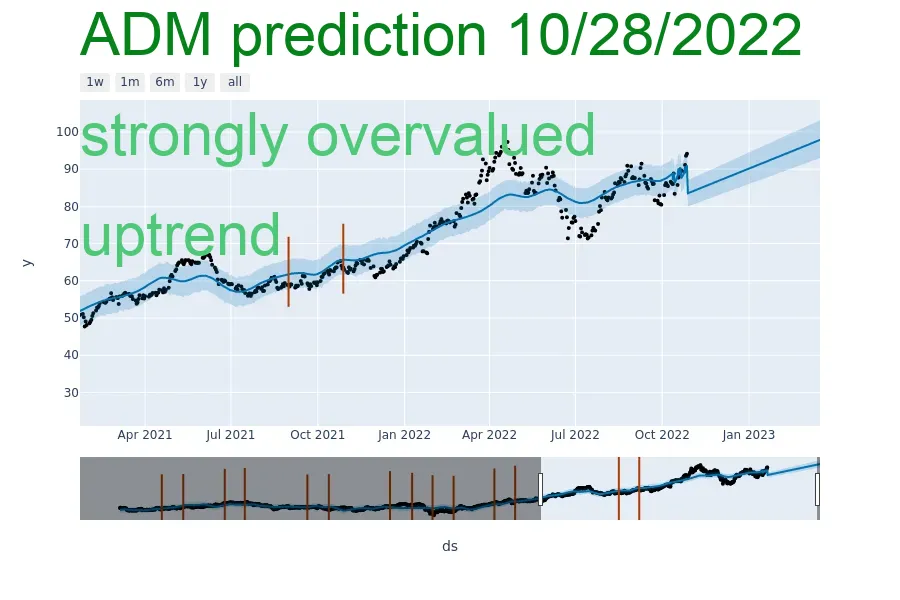 ADM prediction 10/28/2022
1w 1m 6m 1y all
strongly overvalued
uptrend
100
90
80
70
60
50
40
30
y
Apr 2021 Jul 2021 Oct 2021 Jan 2022 Apr 2022 Jul 2022 Oct 2022 Jan 2023
ds